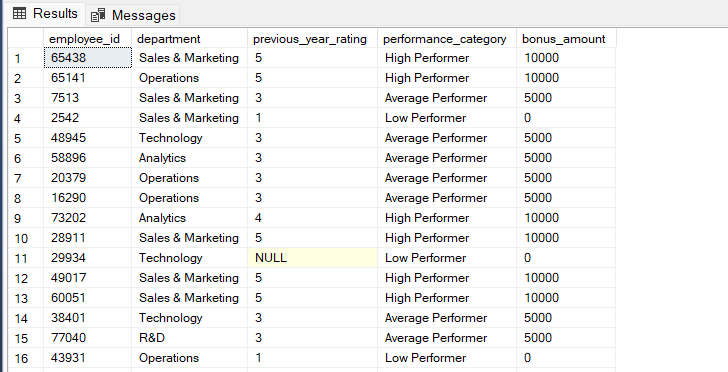 Results Messages
employee_id department previous_year_rating performance_category bonus_amount
1 65438 Sales & Marketing 5 High Performer 10000
2 65141 Operations 5 High Performer 10000
3 7513 Sales & Marketing 3 Average Performer 5000
4 2542 Sales & Marketing 1 Low Performer 0
5 48945 Technology 3 Average Performer 5000
6 58896 Analytics 3 Average Performer 5000
7 20379 Operations 3 Average Performer 5000
8 16290 Operations 3 Average Performer 5000
9 73202 Analytics 4 High Performer 10000
10 28911 Sales & Marketing 5 High Performer 10000
11 29934 Technology NULL Low Performer 0
12 49017 Sales & Marketing 5 High Performer 10000
13 60051 Sales & Marketing 5 High Performer 10000
14 38401 Technology 3 Average Performer 5000
15 77040 R&D 3 Average Performer 5000
16 43931 Operations 1 Low Performer 0